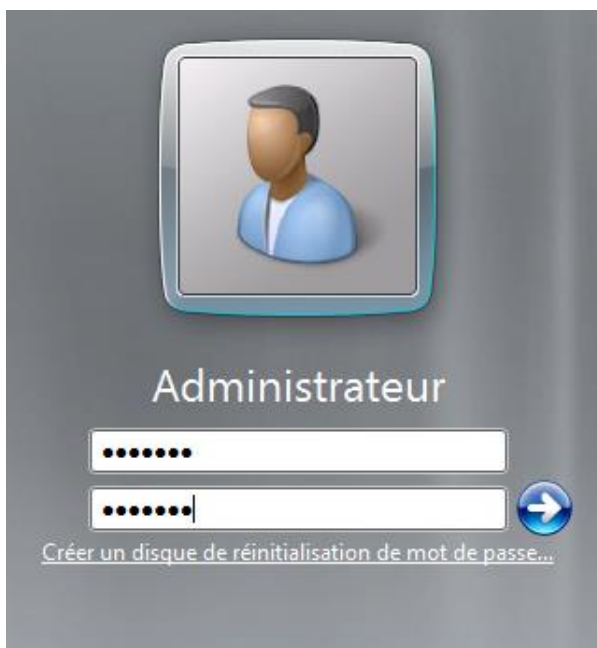 Administrateur
•••••••
•••••••
Créer un disque de réinitialisation de mot de passe...